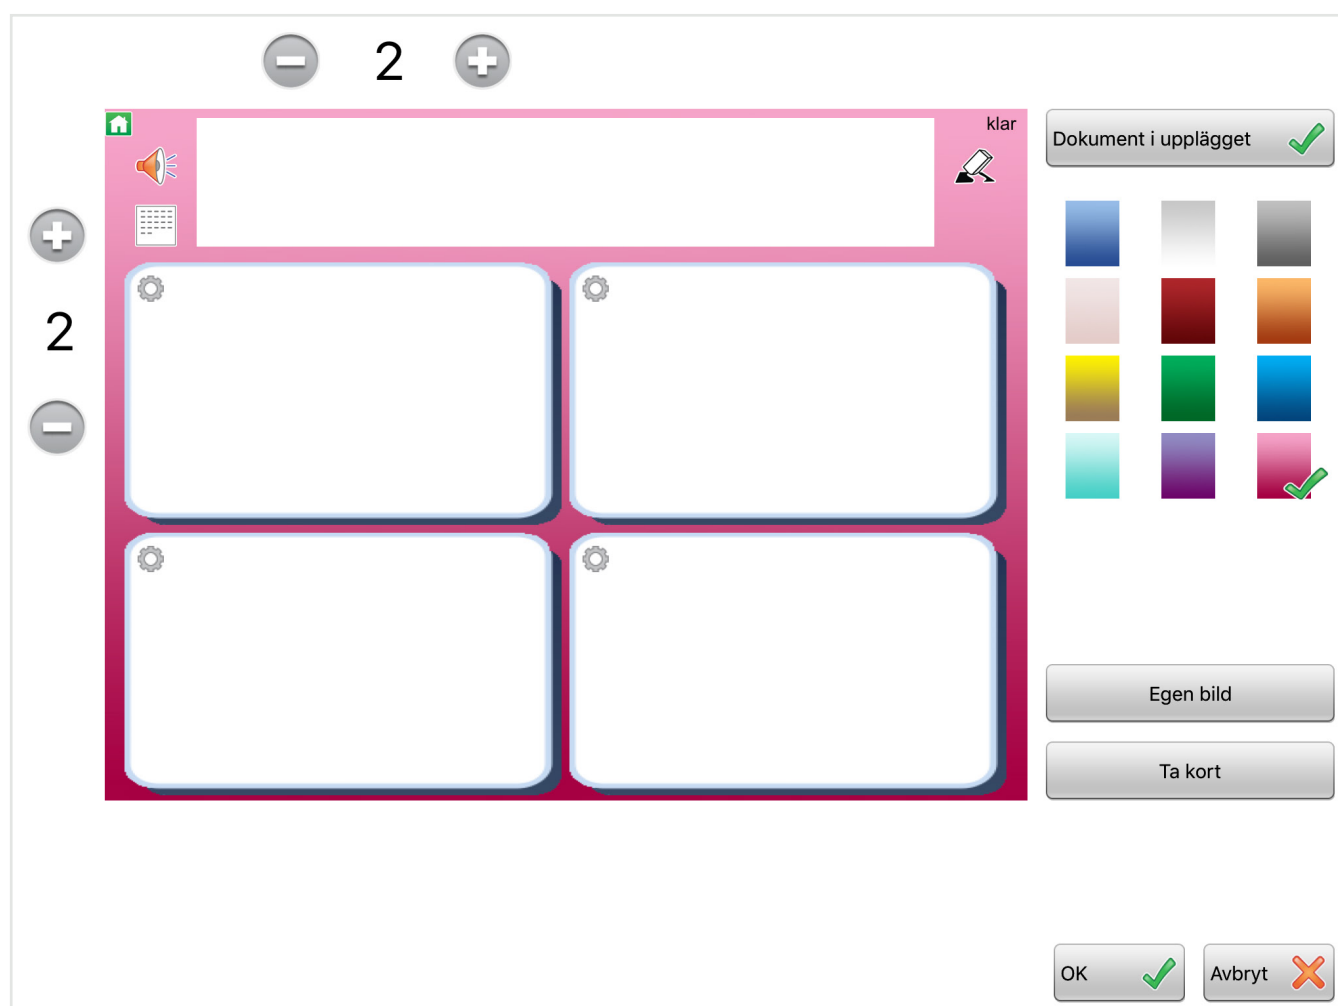 2
klar
Dokument i upplägget
2
Egen bild
Ta kort
OK
Avbryt